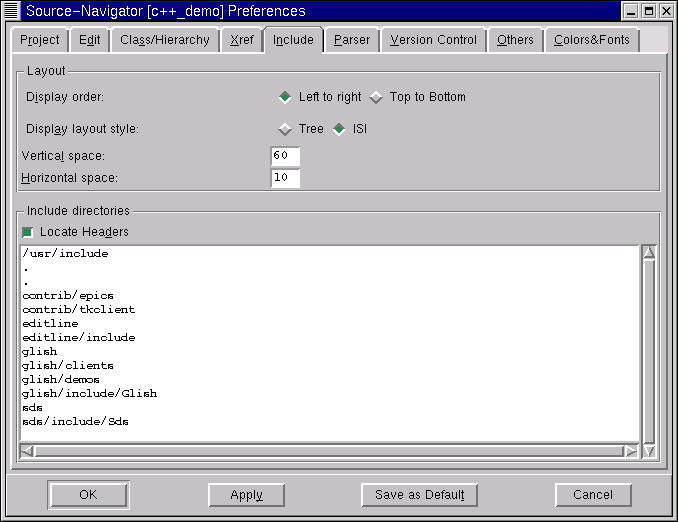 Source-Navigator [c++_demo] Preferences
Project Edit Class/Hierarchy Xref Include Parser Version Control Others Colors&Fonts
Layout
Display order: Left to right Top to Bottom
Display layout style: Tree ISI
Vertical space: 60
Horizontal space: 10
Include directories
Locate Headers
/usr/include
.
.
contrib/epics
contrib/tkclient
editline
editline/include
glish
glish/clients
glish/demos
glish/include/Glish
sds
sds/include/Sds
OK Apply Save as Default Cancel